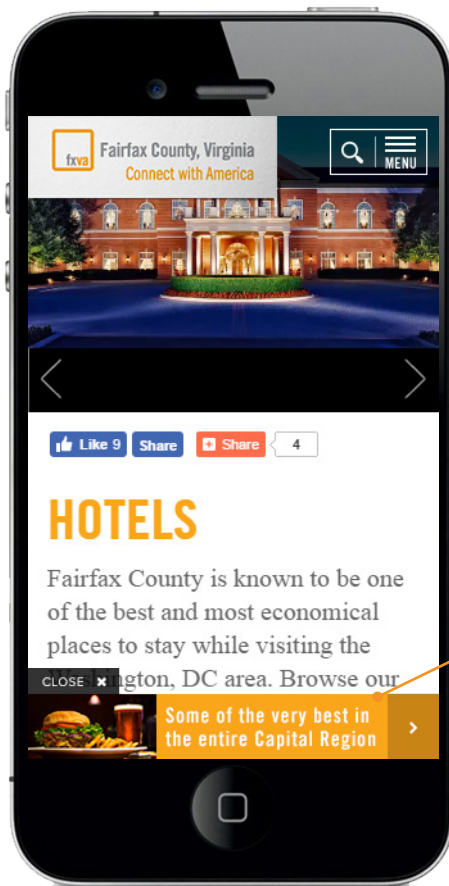 fxva
Fairfax County, Virginia
Connect with America
MENU
Like 9
Share
Share
4
HOTELS
Fairfax County is known to be one
of the best and most economical
places to stay while visiting the
ngton, DC area. Browse our
CLOSE ×
Some of the very best in
the entire Capital Region